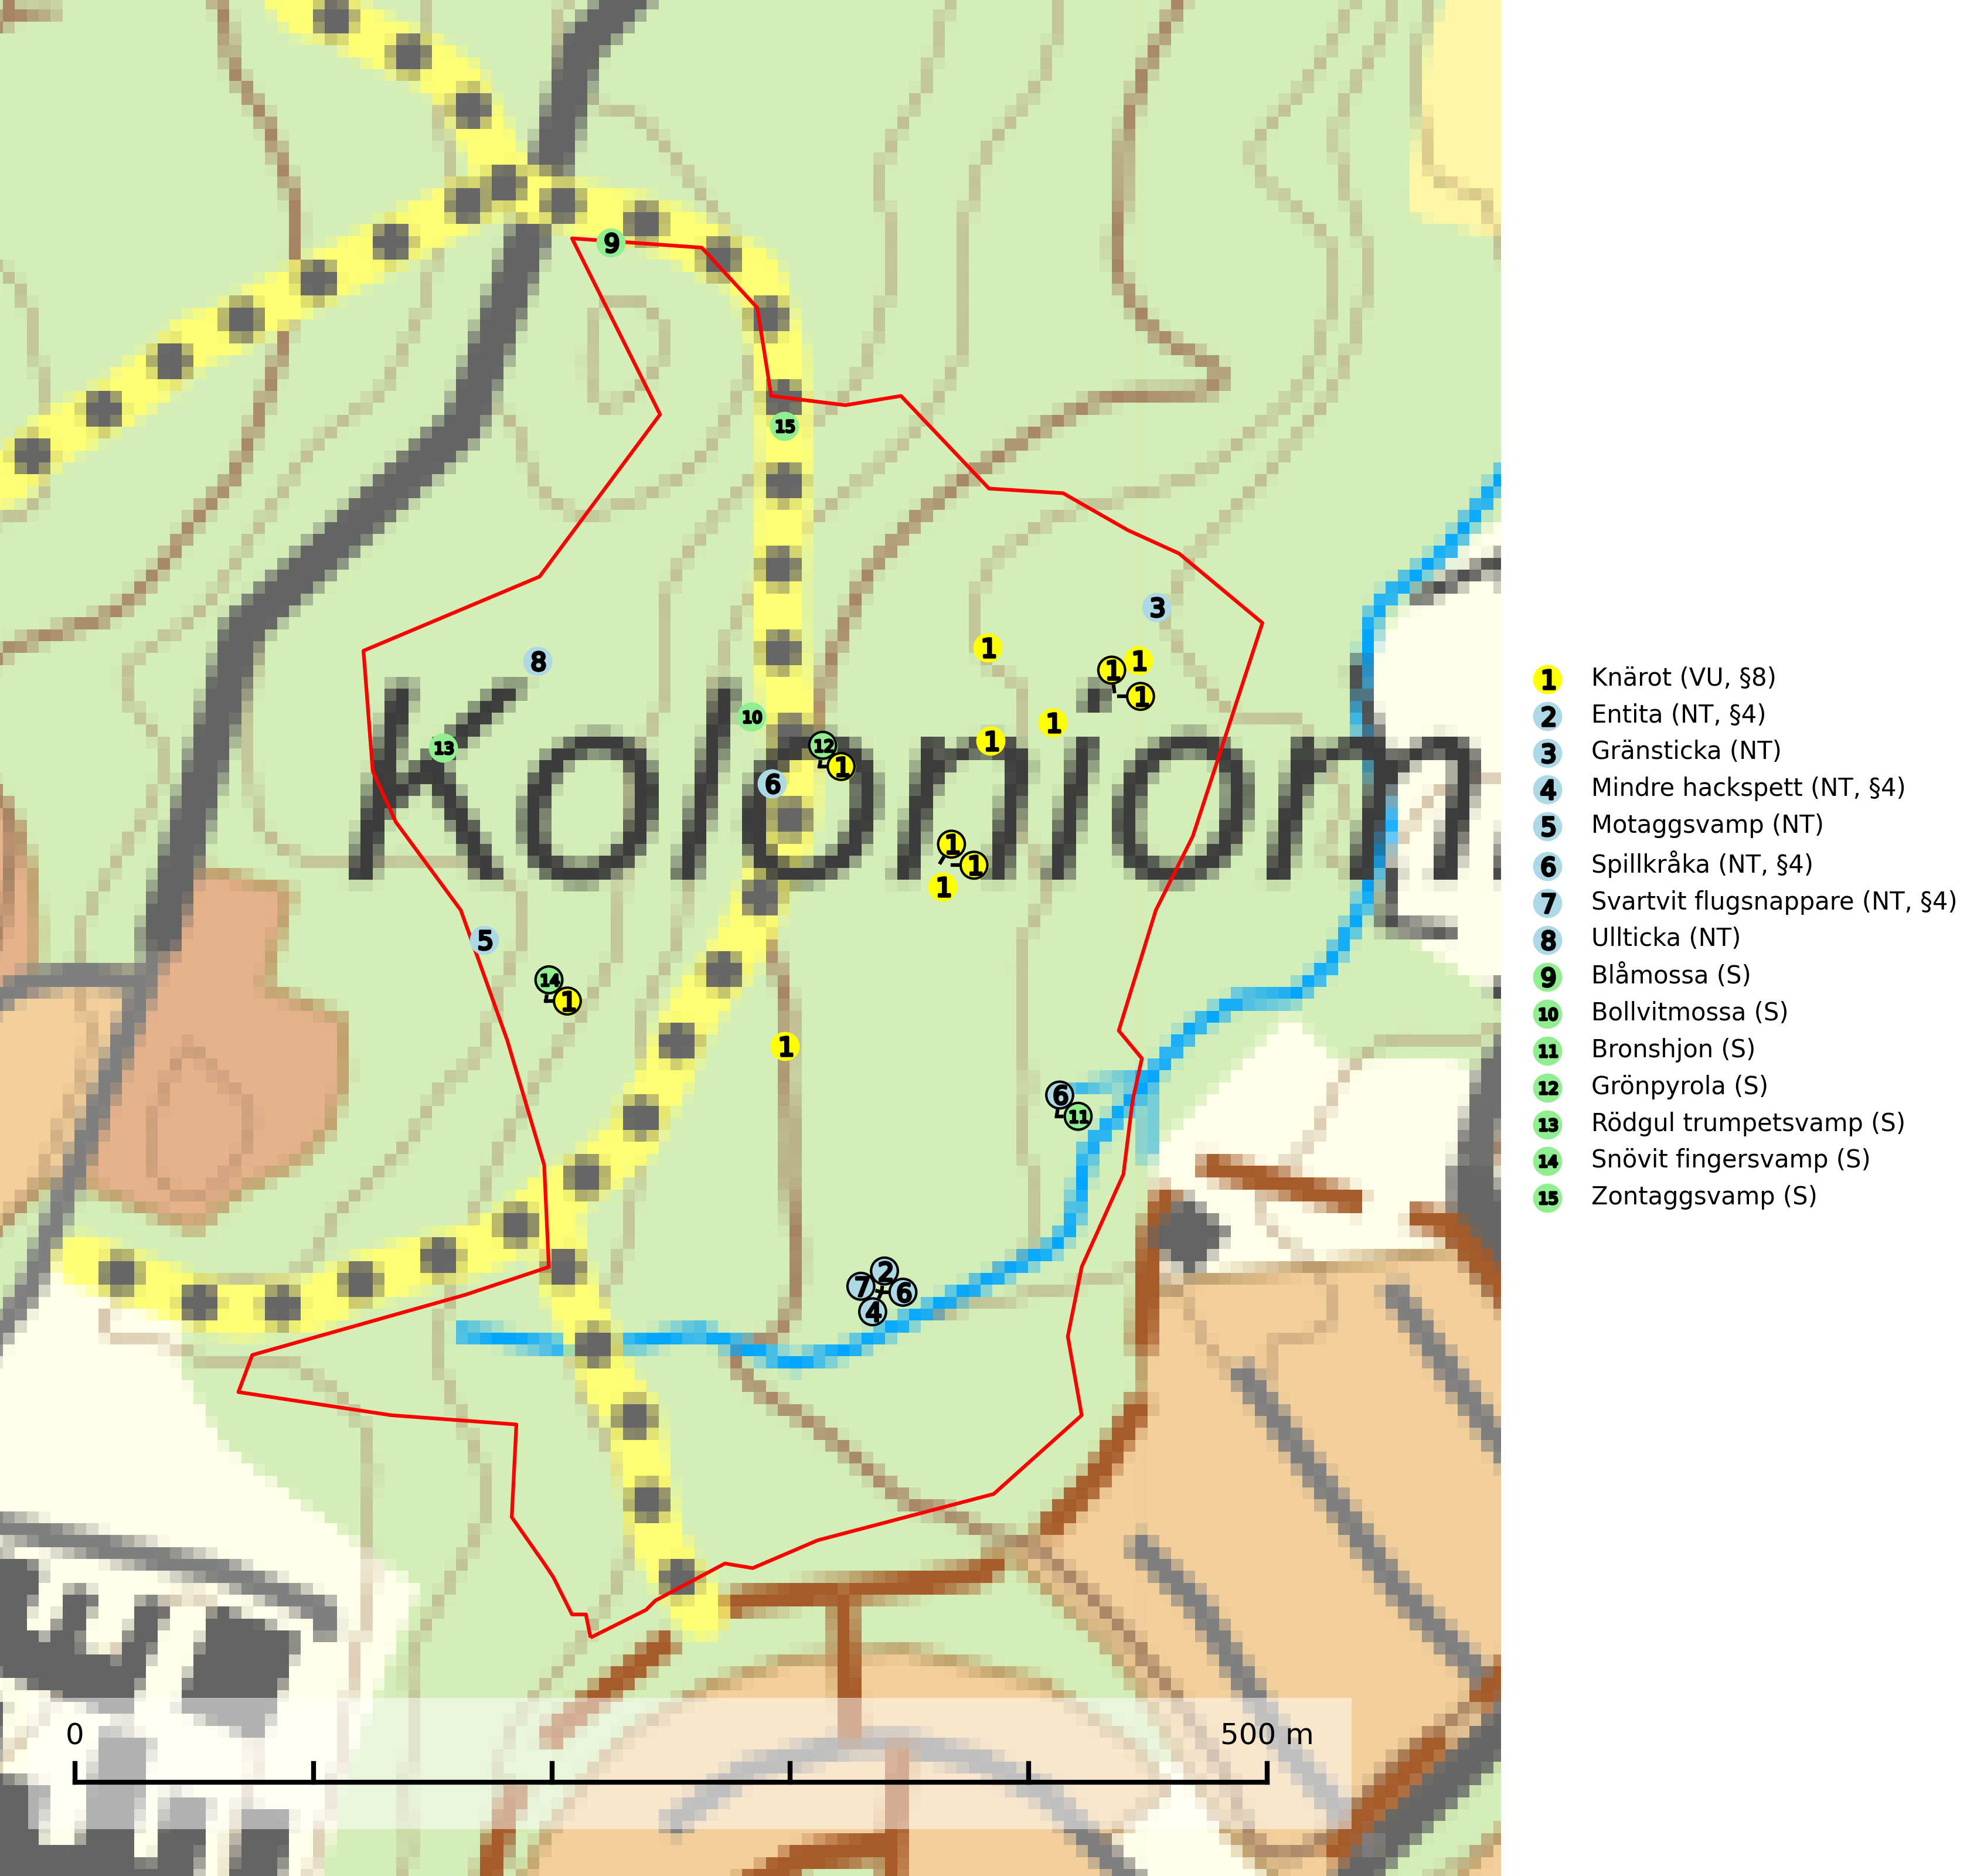 9
15
3
1
8
1
1
1
1
10
1
13
12
1
1
6
1
Koloniom
1
1
5
14
1
1
6
11
2
7
6
4
0
500 m
1 Knärot (VU, §8)
2 Entita (NT, §4)
3 Gränsticka (NT)
4 Mindre hackspett (NT, §4)
5 Motaggsvamp (NT)
6 Spillkråka (NT, §4)
7 Svartvit flugsnappare (NT, §4)
8 Ullticka (NT)
9 Blåmossa (S)
10 Bollvitmossa (S)
11 Bronshjon (S)
12 Grönpyrola (S)
13 Rödgul trumpetsvamp (S)
14 Snövit fingersvamp (S)
15 Zontaggsvamp (S)